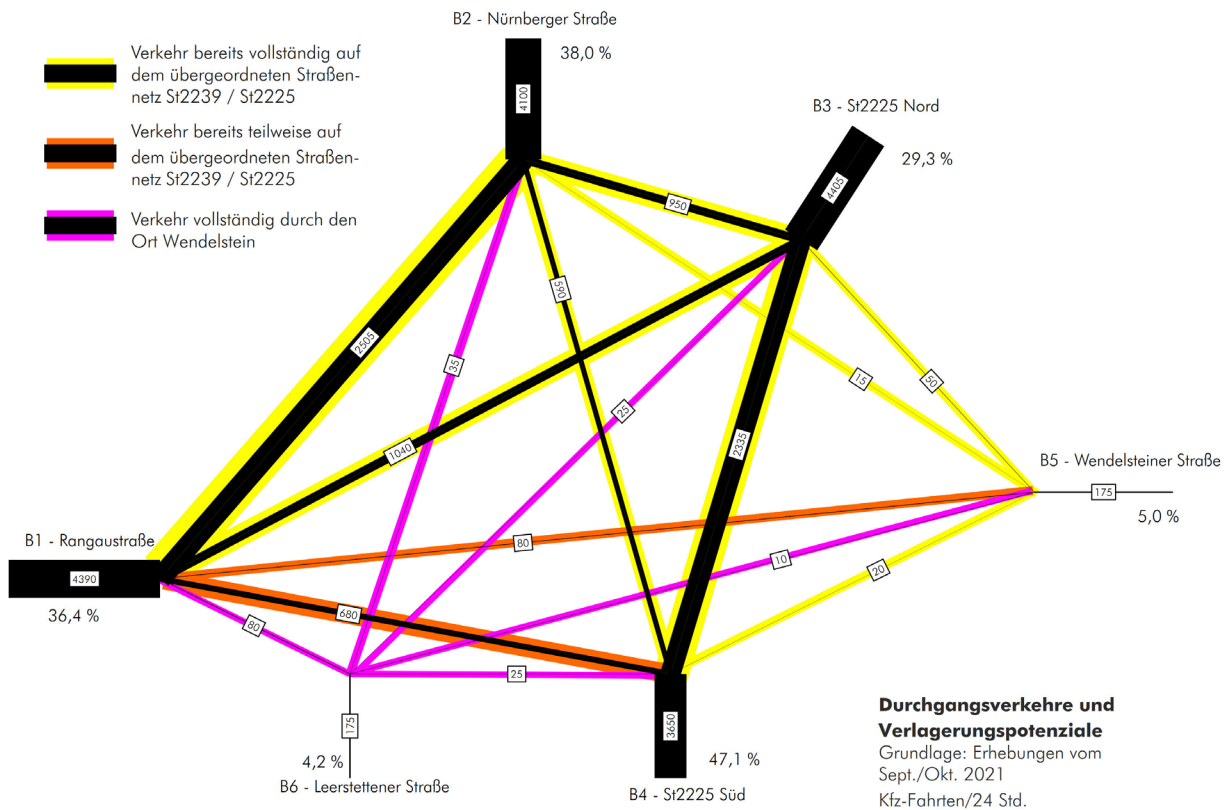 B2 - Nürnberger Straße
38,0 %
4100
Verkehr bereits vollständig auf
dem übergeordneten Straßen-
netz St2239 / St2225
Verkehr bereits teilweise auf
dem übergeordneten Straßen-
netz St2239 / St2225
Verkehr vollständig durch den
Ort Wendelstein
B3 - St2225 Nord
29,3 %
4405
950
590
2505
35
25
15
50
1040
2335
B5 - Wendelsteiner Straße
175
5,0 %
B1 - Rangaustraße
4390
36,4 %
80
10
20
680
80
25
175
4,2 %
B6 - Leerstettener Straße
3650
47,1 %
B4 - St2225 Süd
Durchgangsverkehre und
Verlagerungspotenziale
Grundlage: Erhebungen vom
Sept./Okt. 2021
Kfz-Fahrten/24 Std.